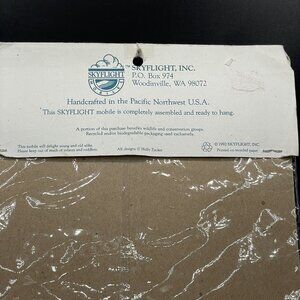 SKYFLIGHT
MOBILES
™ SKYFLIGHT, INC.
P.O. Box 974
Woodinville, WA 98072
Handcrafted in the Pacific Northwest U.S.A.
This SKYFLIGHT mobile is completely assembled and ready to hang.
A portion of this purchase benefits wildlife and conservation groups.
Recycled and/or biodegradable packaging used exclusively.
This mobile will delight young and old alike.
Please keep out of reach of infants and toddlers.
All designs © Holly Tucker
© 1992 SKYFLIGHT, INC.
Printed on recycled paper.